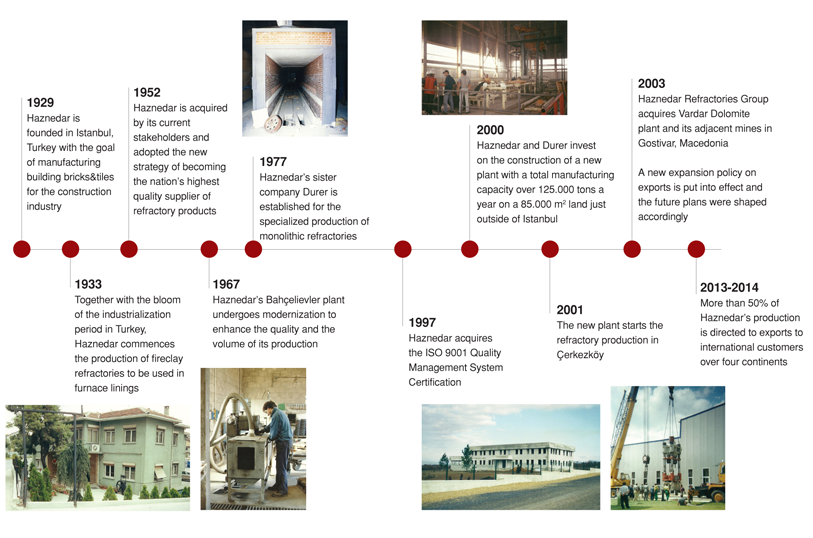 1929
Haznedar is
founded in Istanbul,
Turkey with the goal
of manufacturing
building bricks&tiles
for the construction
industry
1933
Together with the bloom
of the industrialization
period in Turkey,
Haznedar commences
the production of fireclay
refractories to be used in
furnace linings
1952
Haznedar is acquired
by its current
stakeholders and
adopted the new
strategy of becoming
the nation's highest
quality supplier of
refractory products
1967
Haznedar's Bahçelievler plant
undergoes modernization to
enhance the quality and the
volume of its production
1977
Haznedar's sister
company Durer is
established for the
specialized production of
monolithic refractories
1997
Haznedar acquires
the ISO 9001 Quality
Management System
Certification
2000
Haznedar and Durer invest
on the construction of a new
plant with a total manufacturing
capacity over 125.000 tons a
year on a 85.000 m² land just
outside of Istanbul
2001
The new plant starts the
refractory production in
Çerkezköy
2003
Haznedar Refractories Group
acquires Vardar Dolomite
plant and its adjacent mines in
Gostivar, Macedonia
A new expansion policy on
exports is put into effect and
the future plans were shaped
accordingly
2013-2014
More than 50% of
Haznedar's production
is directed to exports to
international customers
over four continents